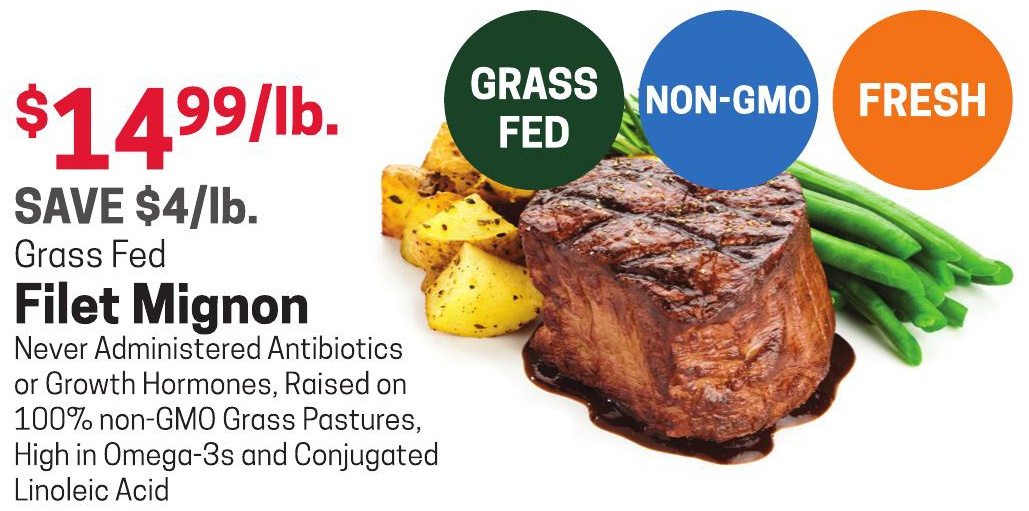 $14.99/lb.
SAVE $4/lb.
Grass Fed
Filet Mignon
Never Administered Antibiotics
or Growth Hormones, Raised on
100% non-GMO Grass Pastures,
High in Omega-3s and Conjugated
Linoleic Acid
GRASS
FED
NON-GMO
FRESH